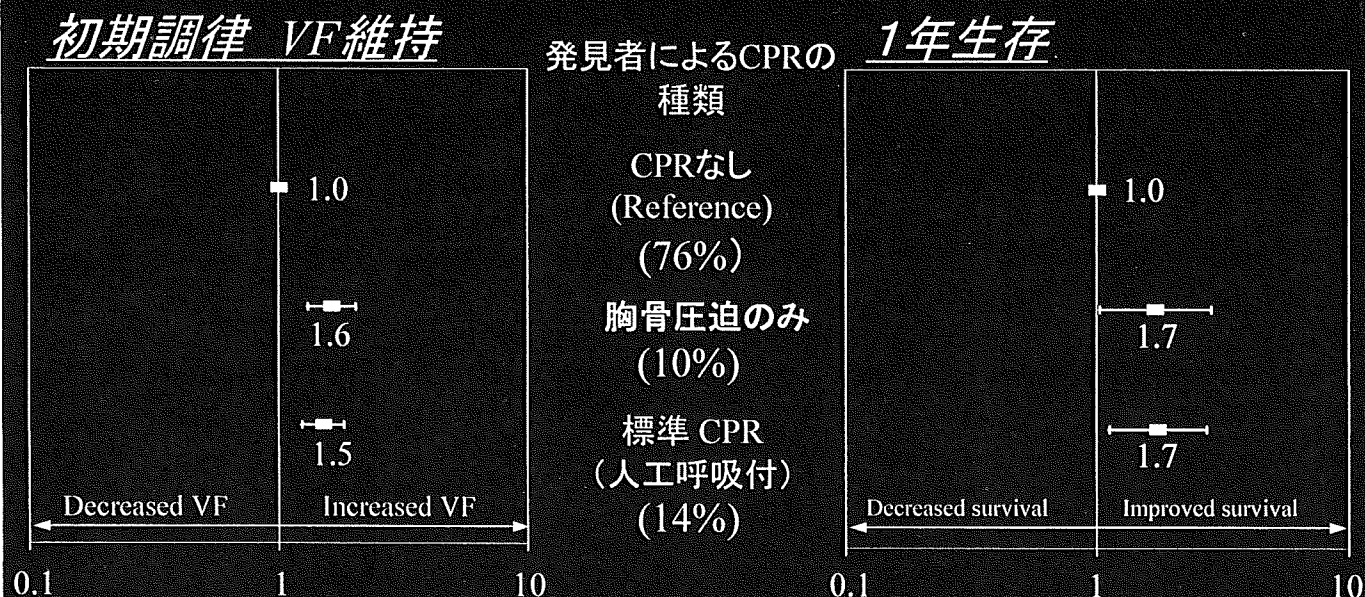 初期調律 VF維持
1.0
1.6
1.5
Decreased VF
Increased VF
0.1
1
10
発見者によるCPRの
種類
CPRなし
(Reference)
(76%)
胸骨圧迫のみ
(10%)
標準 CPR
(人工呼吸付)
(14%)
1年生存
1.0
1.7
1.7
Decreased survival
Improved survival
0.1
1
10